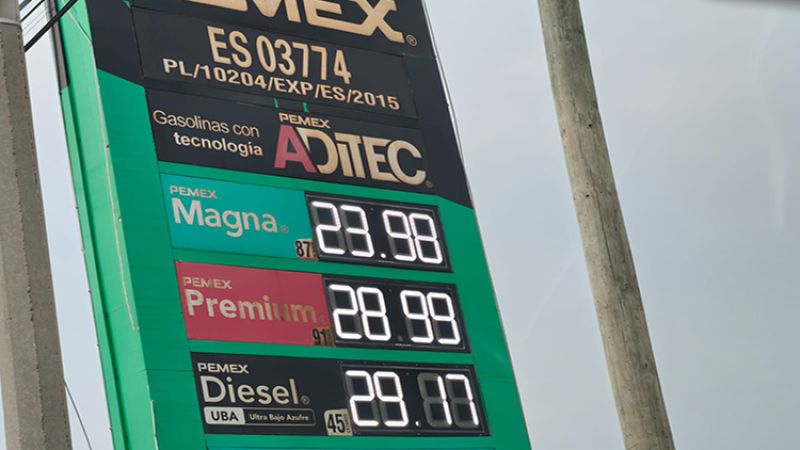 PEMEX®
ES 03774
PL/10204/EXP/ES/2015
Gasolinas con
tecnología
PEMEX
ADITEC®
PEMEX
Magna®
87
23.98
PEMEX
Premium®
91
28.99
PEMEX
Diesel®
UBA Ultra Bajo Azufre
45
29.17